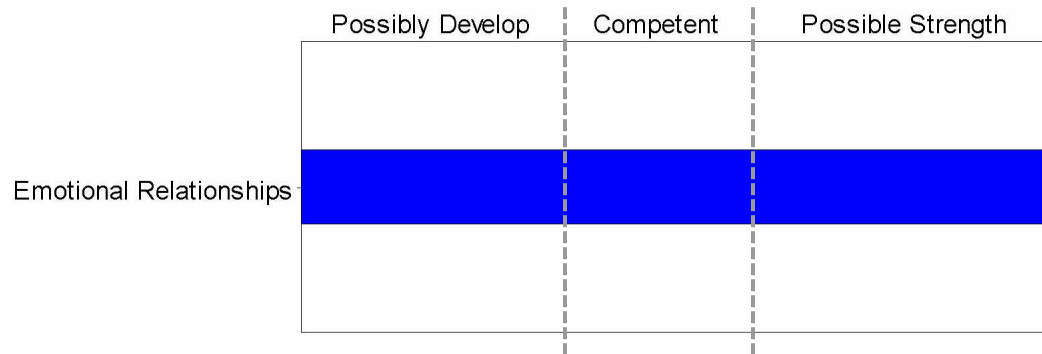 Possibly Develop Competent Possible Strength
Emotional Relationships